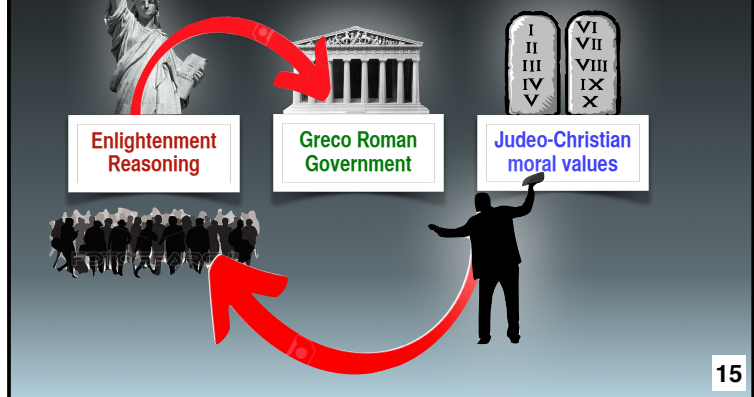 I
II
III
IV
V
VI
VII
VIII
IX
X
Enlightenment
Reasoning
Greco Roman
Government
Judeo-Christian
moral values
15